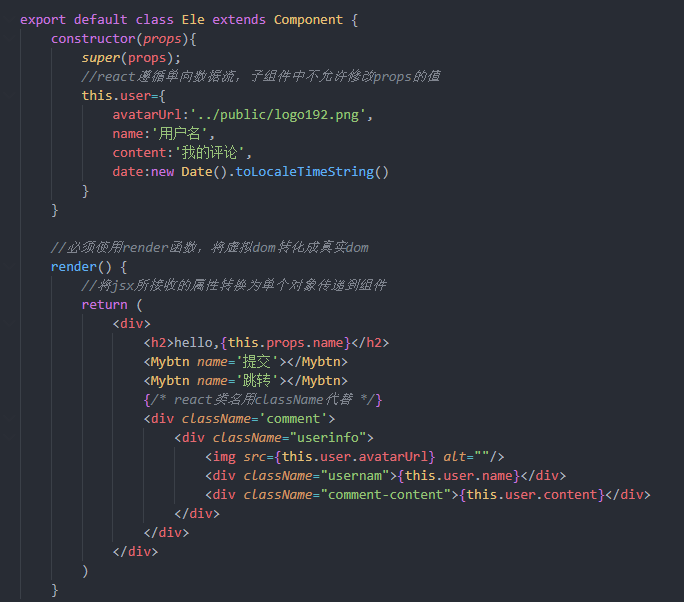 export default class Ele extends Component {
    constructor(props){
        super(props);
        //react遵循单向数据流，子组件中不允许修改props的值
        this.user={
            avatarUrl:'../public/logo192.png',
            name:'用户名',
            content:'我的评论',
            date:new Date().toLocaleTimeString()
        }
    }

    //必须使用render函数，将虚拟dom转化成真实dom
    render() {
        //将jsx所接收的属性转换为单个对象传递到组件
        return (
            <div>
                <h2>hello,{this.props.name}</h2>
                <Mybtn name='提交'></Mybtn>
                <Mybtn name='跳转'></Mybtn>
                {/* react类名用className代替 */}
                <div className='comment'>
                    <div className="userinfo">
                        <img src={this.user.avatarUrl} alt=""/>
                        <div className="usernam">{this.user.name}</div>
                        <div className="comment-content">{this.user.content}</div>
                    </div>
                </div>
            </div>
        )
    }